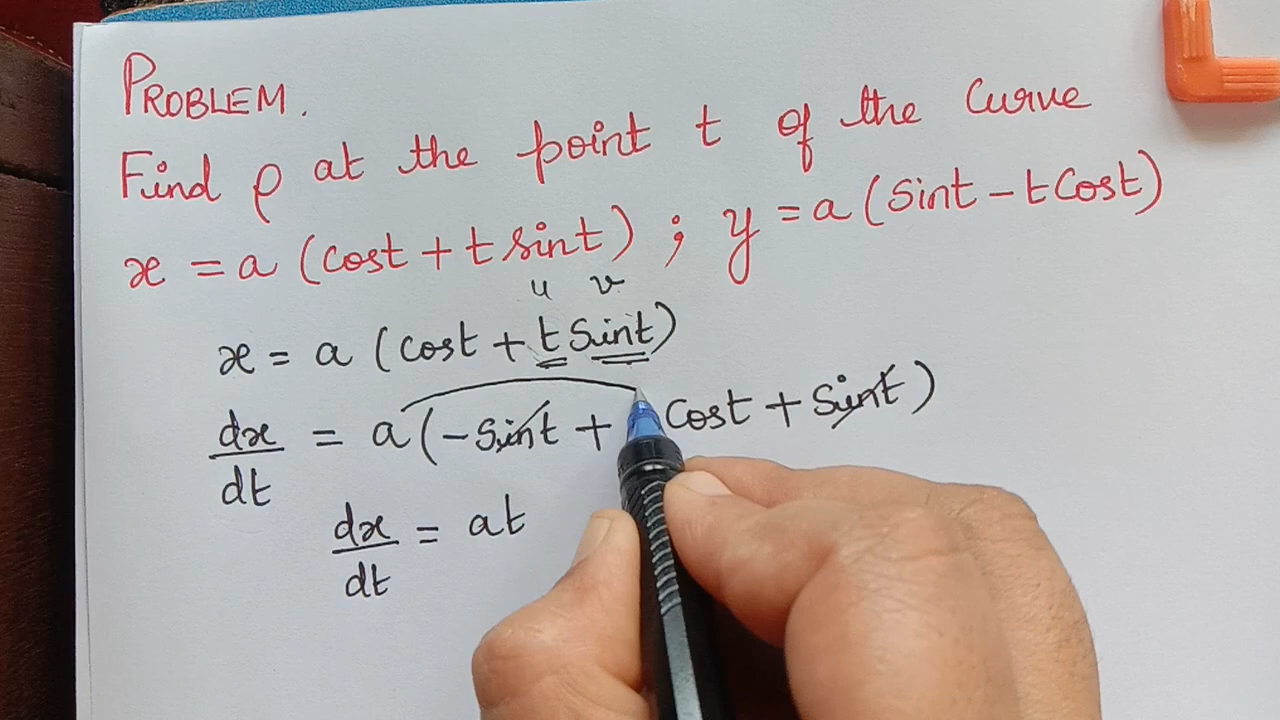 PROBLEM.
Find ρ at the point t of the Curve
x = a (Cost + t sint) ; y = a (Sint - t Cost)
u v
x = a (Cost + t Sint)
dx/dt = a (-Sint + Cost + Sint)
dx/dt = at